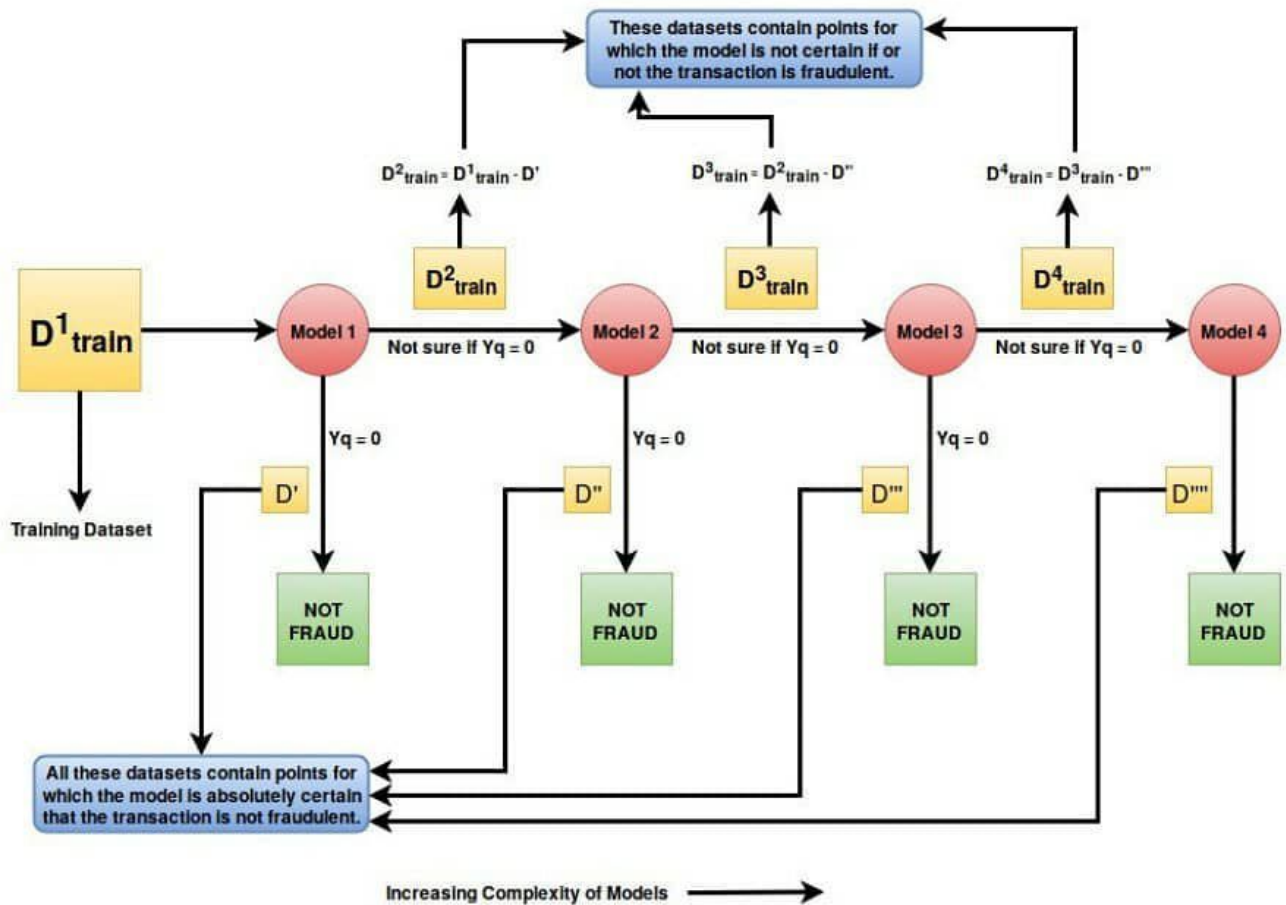 These datasets contain points for
which the model is not certain if or
not the transaction is fraudulent.
D²train = D¹train - D'
D³train = D²train - D''
D⁴train = D³train - D'''
D²train
D³train
D⁴train
D¹train
Model 1
Model 2
Model 3
Model 4
Not sure if Yq = 0
Not sure if Yq = 0
Not sure if Yq = 0
Yq = 0
Yq = 0
Yq = 0
D'
D''
D'''
D''''
Training Dataset
NOT
FRAUD
NOT
FRAUD
NOT
FRAUD
NOT
FRAUD
All these datasets contain points for
which the model is absolutely certain
that the transaction is not fraudulent.
Increasing Complexity of Models